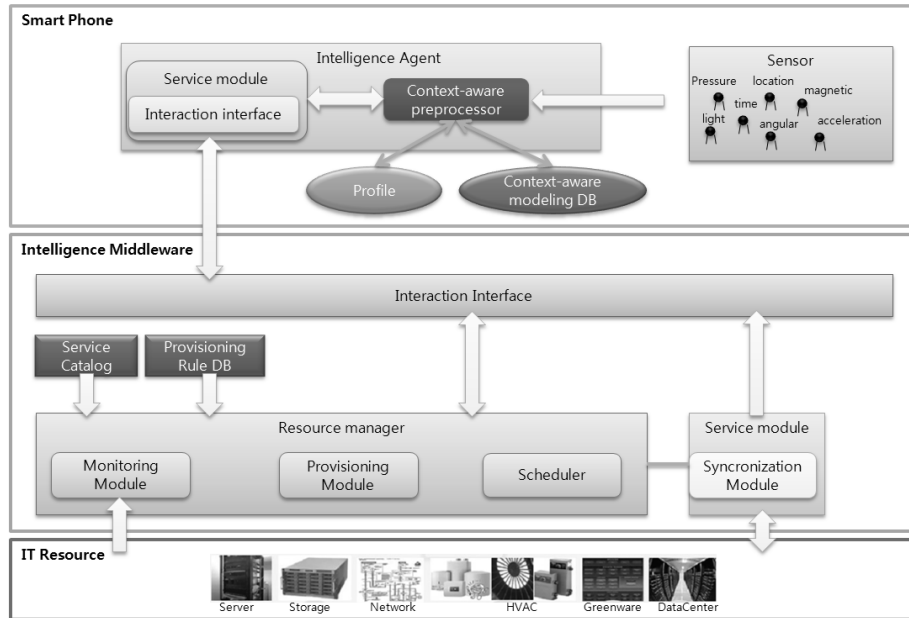 Smart Phone
Intelligence Agent
Service module
Interaction interface
Context-aware
preprocessor
Profile
Context-aware
modeling DB
Sensor
Pressure
location
magnetic
time
light
angular
acceleration
Intelligence Middleware
Interaction Interface
Service
Catalog
Provisioning
Rule DB
Resource manager
Monitoring
Module
Provisioning
Module
Scheduler
Service module
Syncronization
Module
IT Resource
Server
Storage
Network
HVAC
Greenware
DataCenter